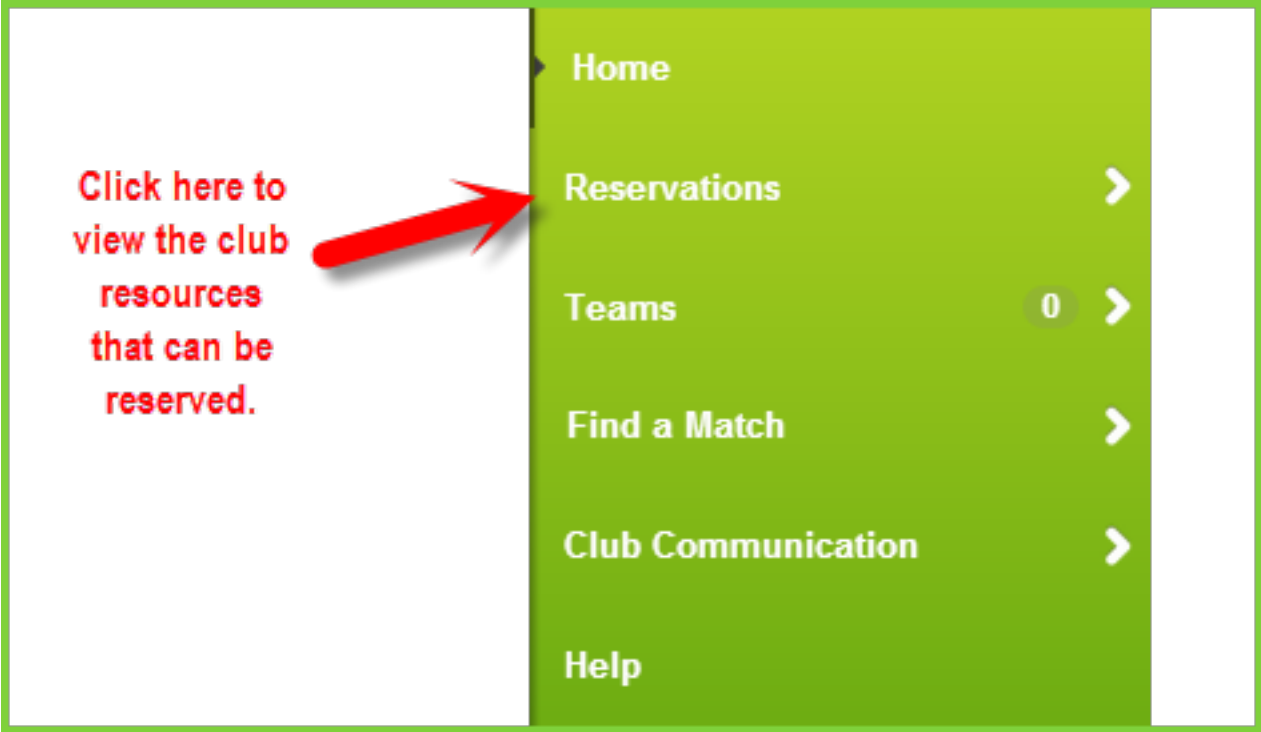 Click here to
view the club
resources
that can be
reserved.
Home
Reservations
Teams 0
Find a Match
Club Communication
Help